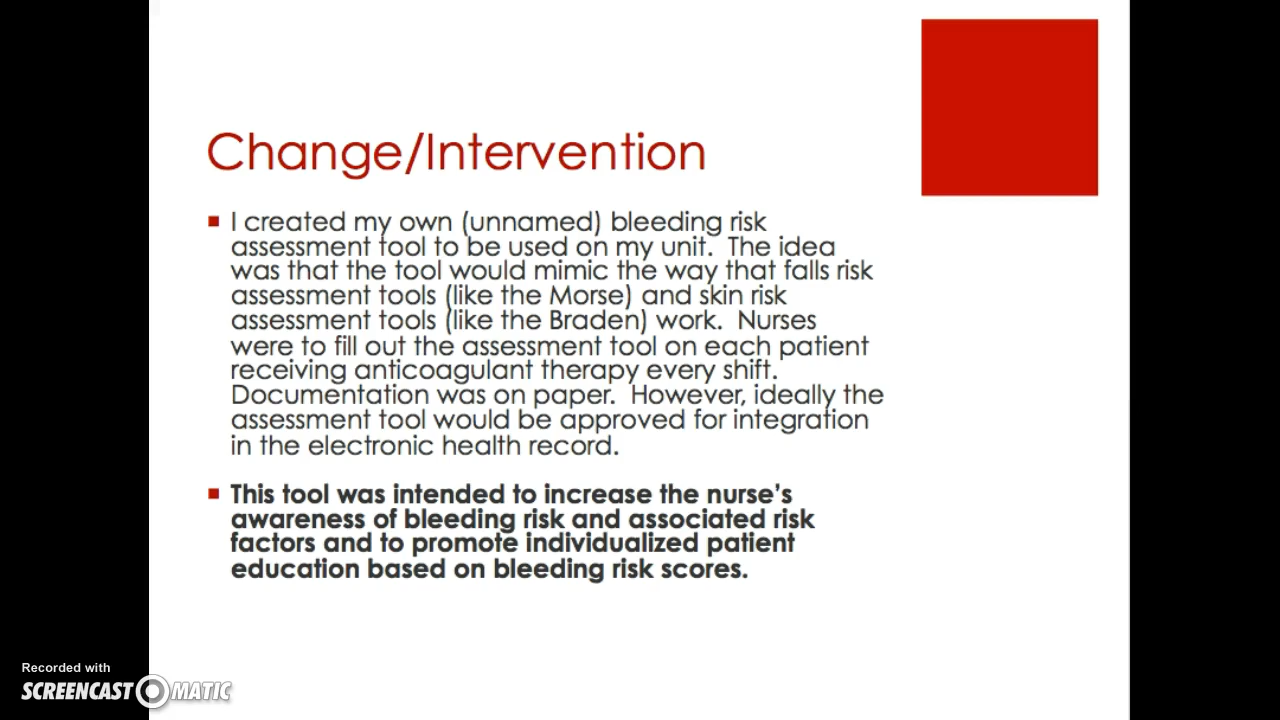 Change/Intervention
I created my own (unnamed) bleeding risk
assessment tool to be used on my unit.  The idea
was that the tool would mimic the way that falls risk
assessment tools (like the Morse) and skin risk
assessment tools (like the Braden) work.  Nurses
were to fill out the assessment tool on each patient
receiving anticoagulant therapy every shift.
Documentation was on paper.  However, ideally the
assessment tool would be approved for integration
in the electronic health record.
This tool was intended to increase the nurse’s
awareness of bleeding risk and associated risk
factors and to promote individualized patient
education based on bleeding risk scores.
Recorded with
SCREENCAST MATIC